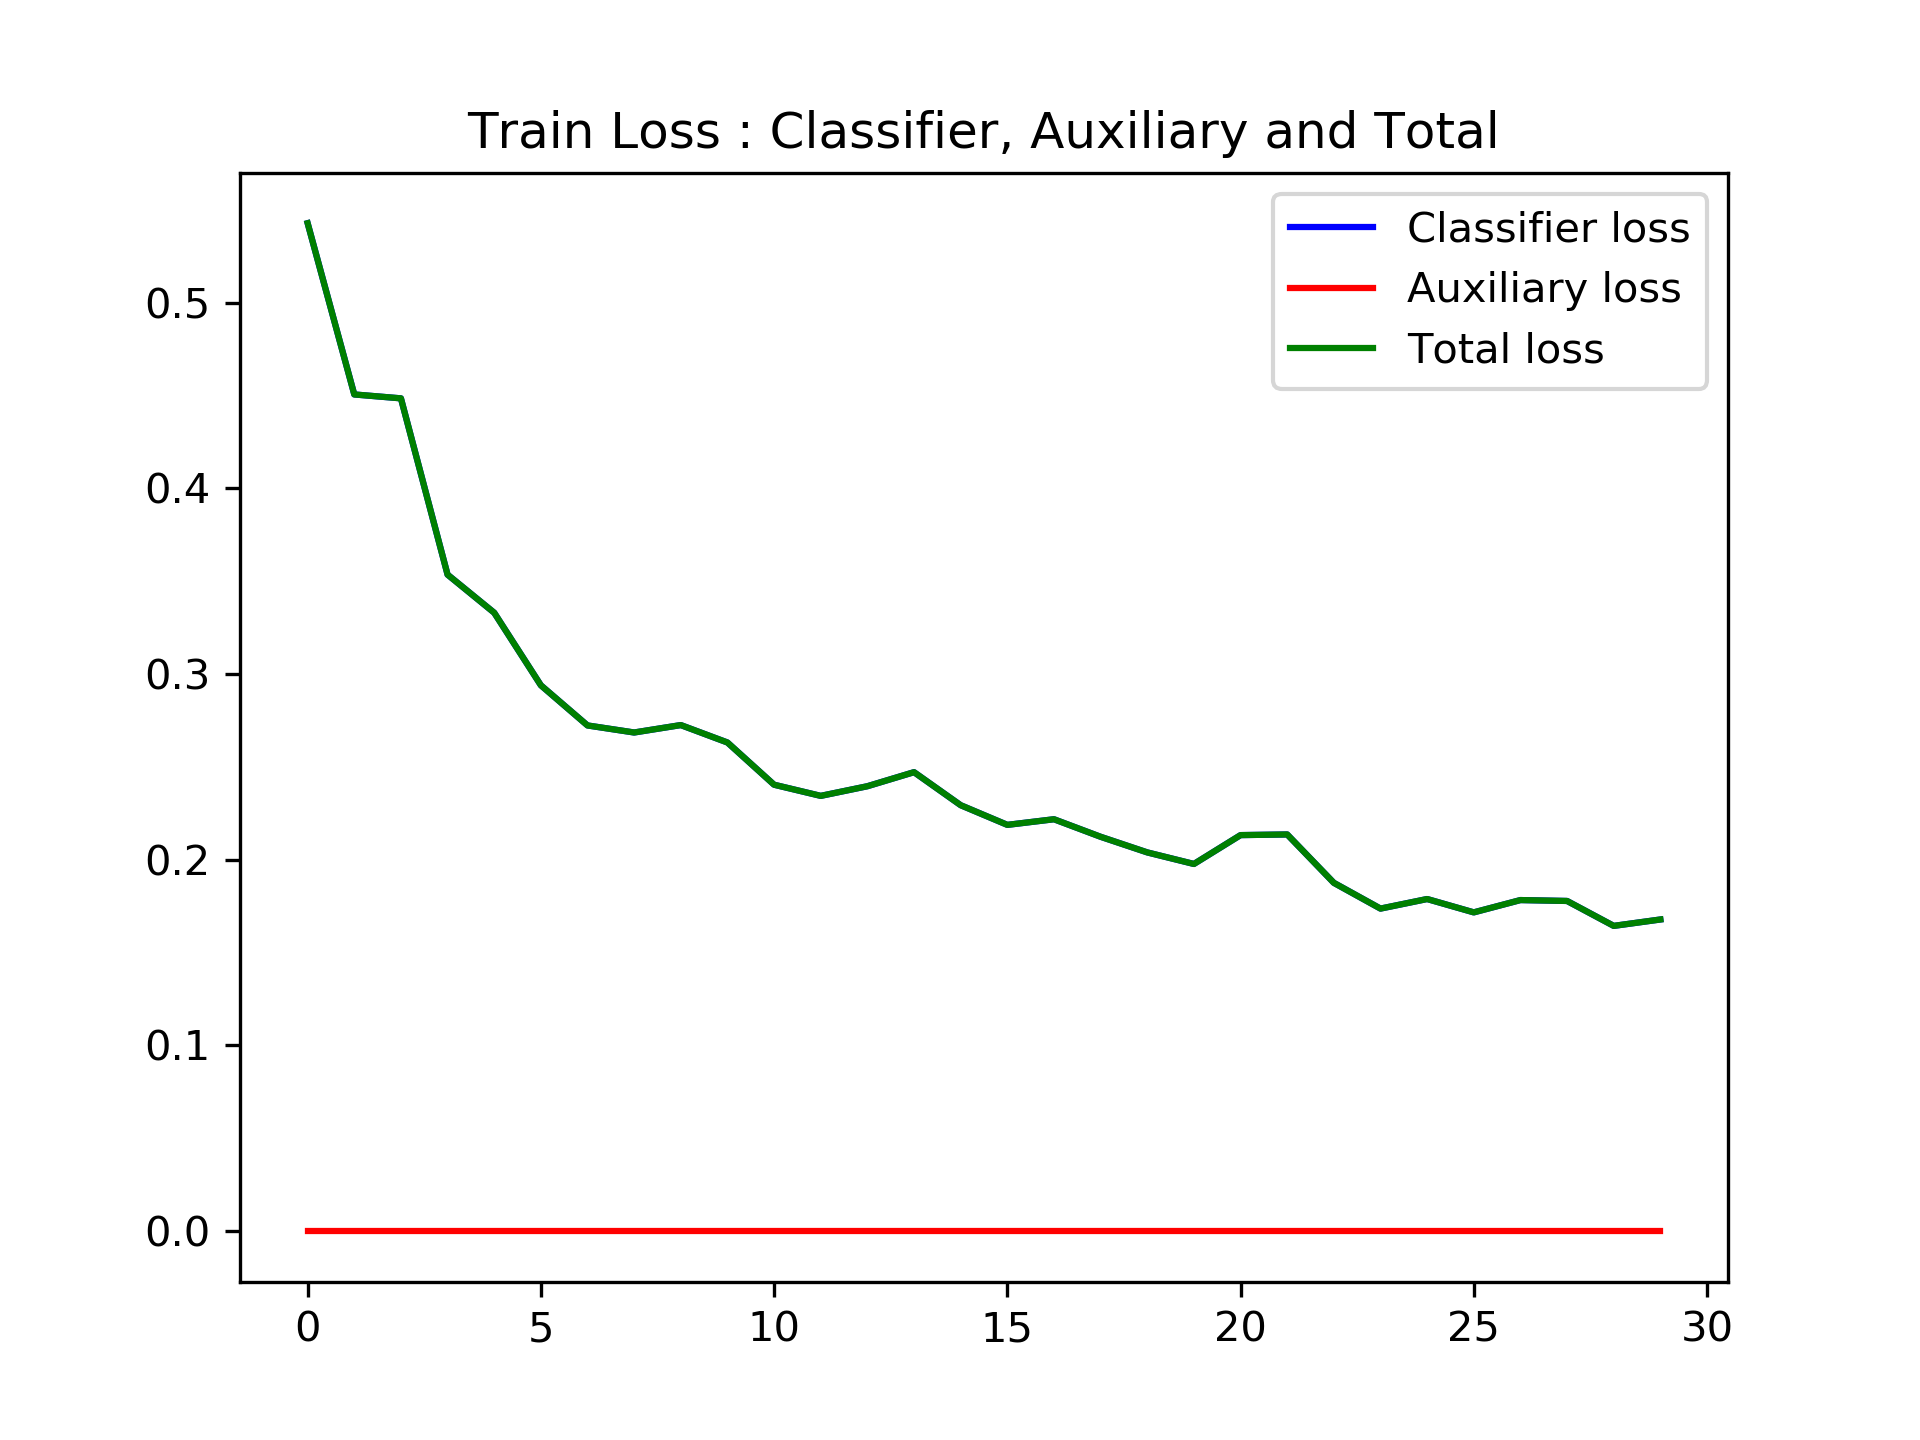 Train Loss : Classifier, Auxiliary and Total
Classifier loss
Auxiliary loss
Total loss
0.5
0.4
0.3
0.2
0.1
0.0
0 5 10 15 20 25 30